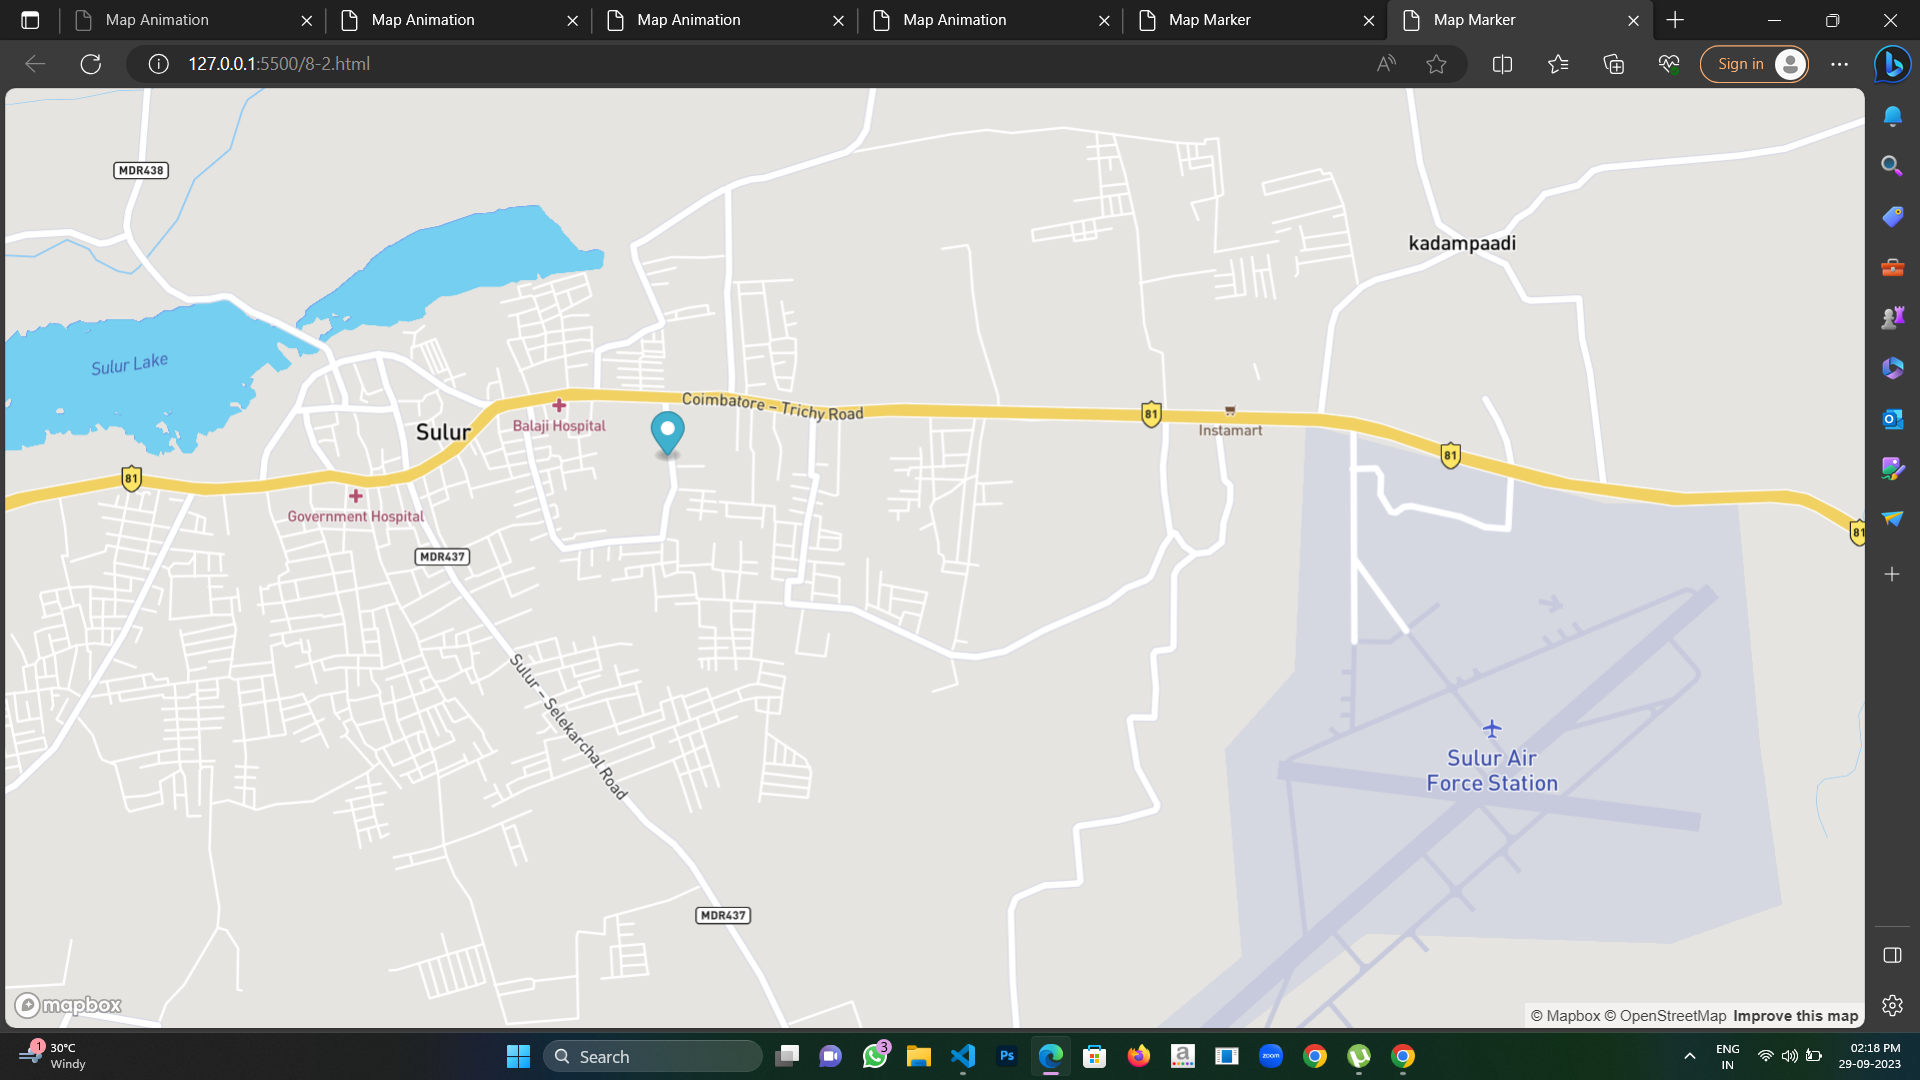 Map Animation
Map Animation
Map Animation
Map Animation
Map Marker
Map Marker
127.0.0.1:5500/8-2.html
Sign in
MDR438
kadampaadi
Sulur Lake
Coimbatore – Trichy Road
81
Instamart
Balaji Hospital
Sulur
81
81
81
Government Hospital
MDR437
Sulur – Selekarchal Road
Sulur Air
Force Station
MDR437
mapbox
© Mapbox © OpenStreetMap Improve this map
1
30°C
Windy
Search
3
Ps
a
zoom
ENG
IN
02:18 PM
29-09-2023